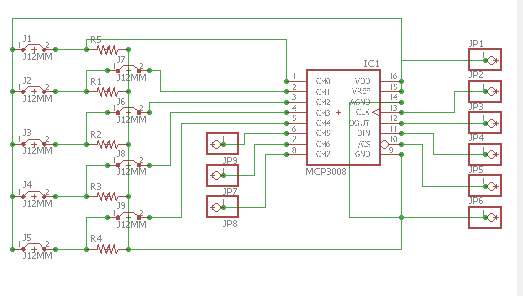 J1
1 2
J12MM
R5
J7
1 2
J12MM
J2
1 2
J12MM
R1
J6
1 2
J12MM
J3
1 2
J12MM
R2
J8
1 2
J12MM
J4
1 2
J12MM
R3
J9
1 2
J12MM
J5
1 2
J12MM
R4
JP9
JP7
JP8
IC1
1 CH0 VDD 16
2 CH1 VREF 15
3 CH2 AGND 14
4 CH3 CLK 13
5 CH4 DOUT 12
6 CH5 DIN 11
7 CH6 /CS 10
8 CH7 GND 9
MCP3008
JP1
JP2
JP3
JP4
JP5
JP6